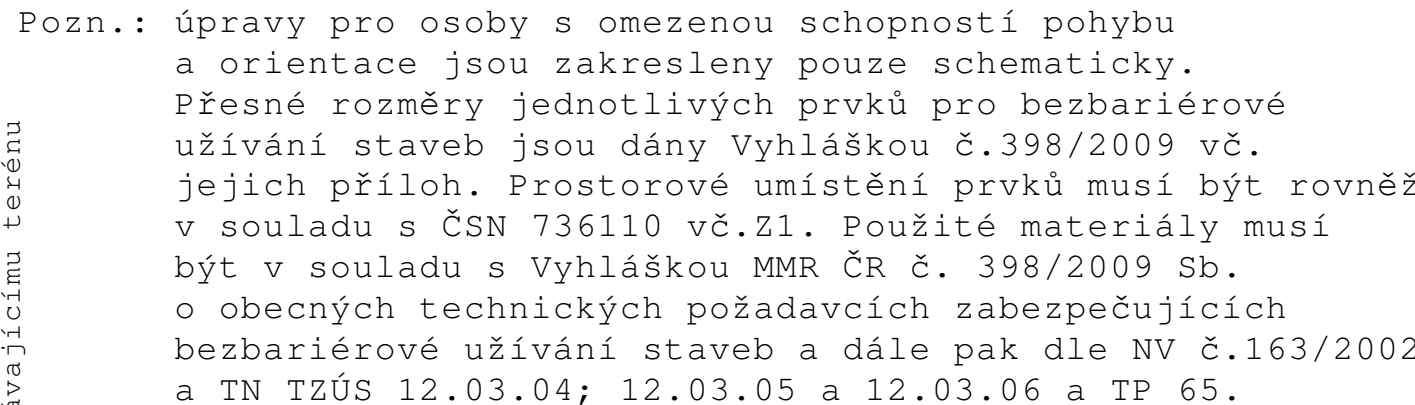 Pozn.: úpravy pro osoby s omezenou schopností pohybu
a orientace jsou zakresleny pouze schematicky.
Přesné rozměry jednotlivých prvků pro bezbariérové
užívání staveb jsou dány Vyhláškou č.398/2009 vč.
jejich příloh. Prostorové umístění prvků musí být rovněž
v souladu s ČSN 736110 vč.Z1. Použité materiály musí
být v souladu s Vyhláškou MMR ČR č. 398/2009 Sb.
o obecných technických požadavcích zabezpečujících
bezbariérové užívání staveb a dále pak dle NV č.163/2002
a TN TZÚS 12.03.04; 12.03.05 a 12.03.06 a TP 65.
terénu